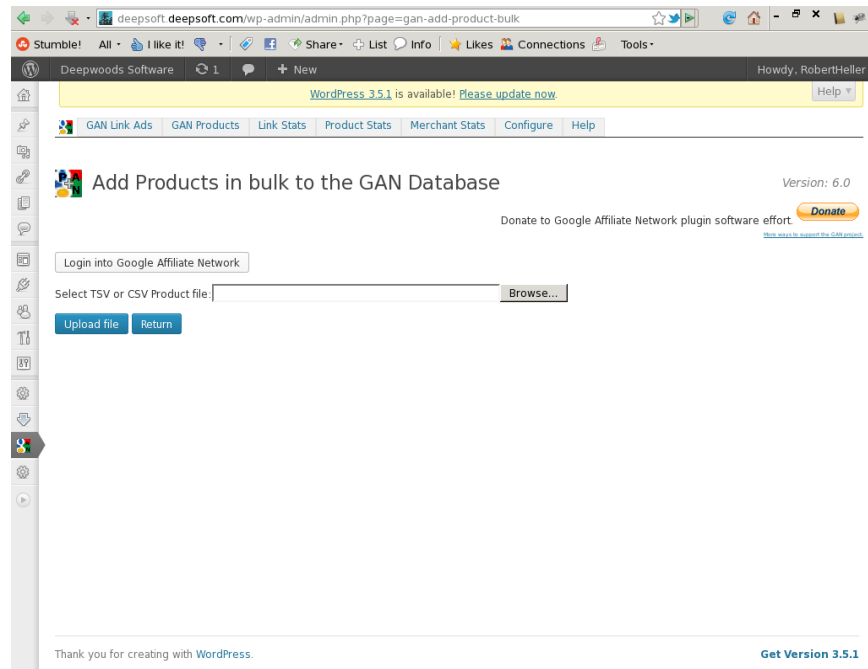 deepsoft.deepsoft.com/wp-admin/admin.php?page=gan-add-product-bulk
Stumble! All I like it! Share List Info Likes Connections Tools
Deepwoods Software 1 + New Howdy, RobertHeller
WordPress 3.5.1 is available! Please update now. Help
GAN Link Ads GAN Products Link Stats Product Stats Merchant Stats Configure Help
Add Products in bulk to the GAN Database
Version: 6.0
Donate to Google Affiliate Network plugin software effort. Donate
More ways to support the GAN project.
Login into Google Affiliate Network
Select TSV or CSV Product file: Browse...
Upload file Return
Thank you for creating with WordPress. Get Version 3.5.1